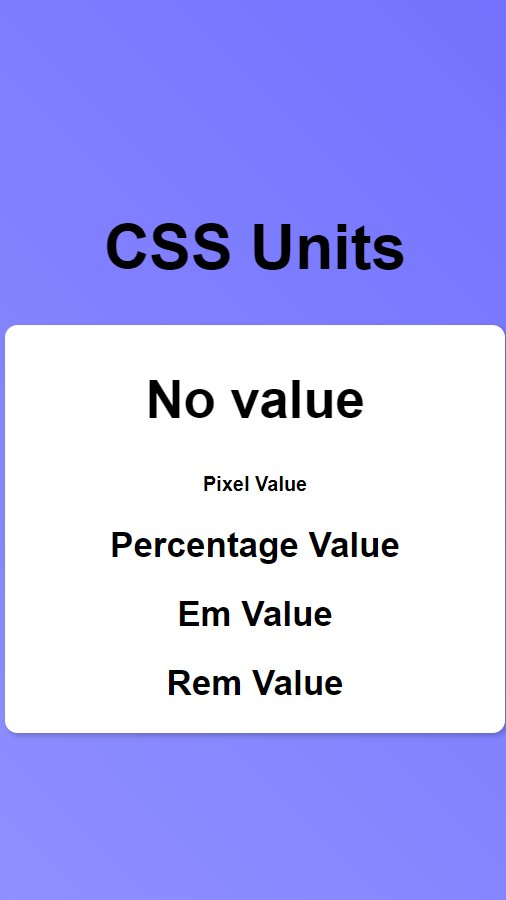 CSS Units
No value
Pixel Value
Percentage Value
Em Value
Rem Value